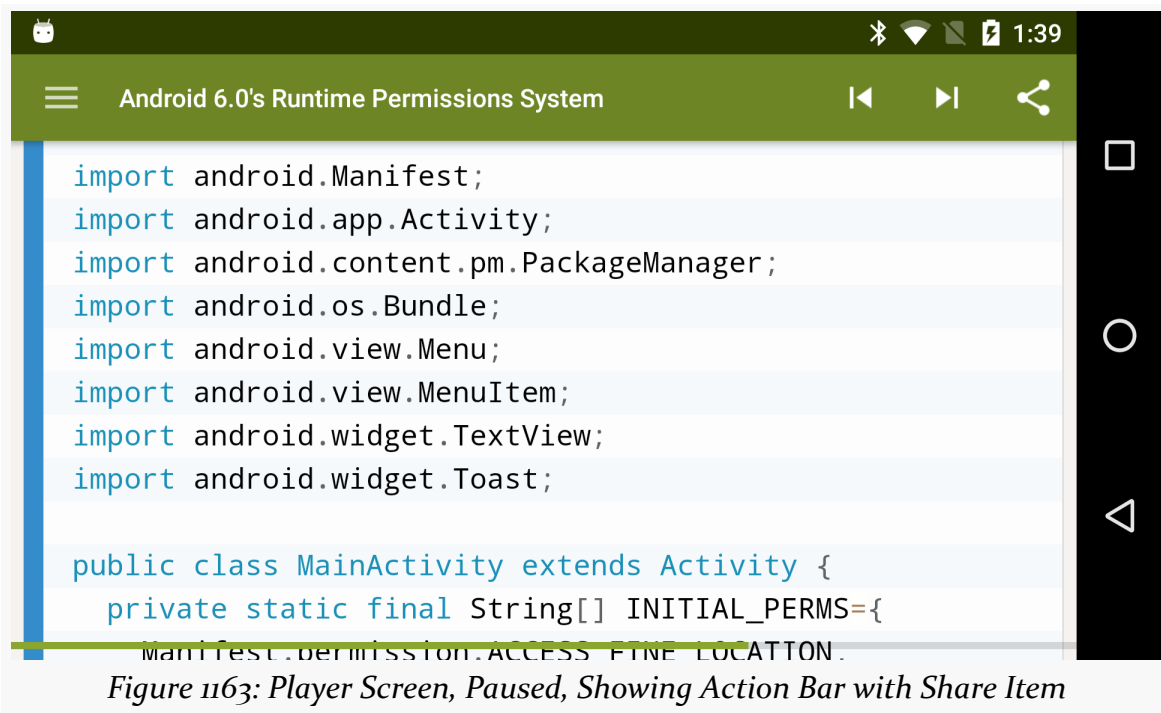 1:39
Android 6.0's Runtime Permissions System
import android.Manifest;
import android.app.Activity;
import android.content.pm.PackageManager;
import android.os.Bundle;
import android.view.Menu;
import android.view.MenuItem;
import android.widget.TextView;
import android.widget.Toast;
public class MainActivity extends Activity {
private static final String[] INITIAL_PERMS={
Manifest.permission.ACCESS_FINE_LOCATION,
Figure 1163: Player Screen, Paused, Showing Action Bar with Share Item